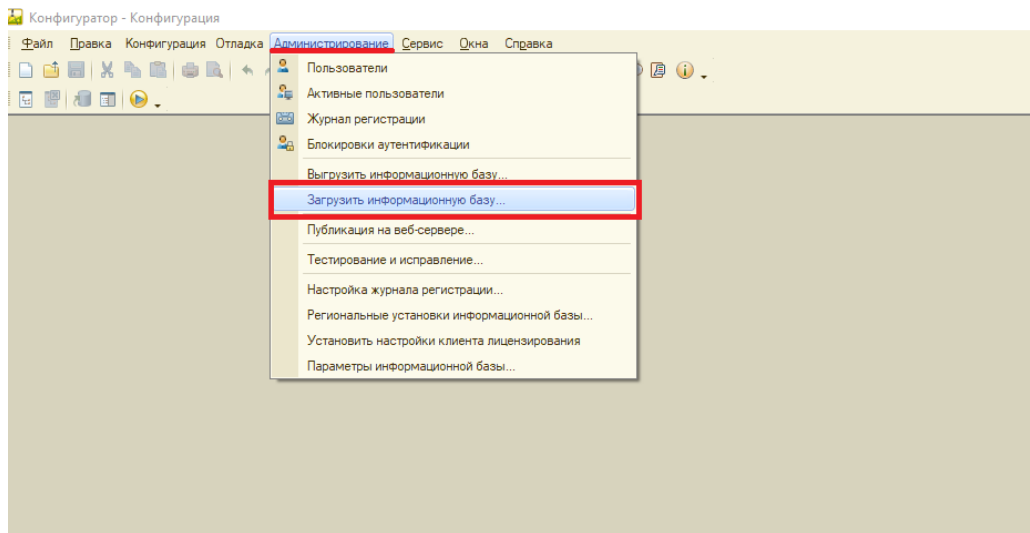 Конфигуратор - Конфигурация
Файл Правка Конфигурация Отладка Администрирование Сервис Окна Справка
Пользователи
Активные пользователи
Журнал регистрации
Блокировки аутентификации
Выгрузить информационную базу...
Загрузить информационную базу...
Публикация на веб-сервере...
Тестирование и исправление...
Настройка журнала регистрации...
Региональные установки информационной базы...
Установить настройки клиента лицензирования
Параметры информационной базы...